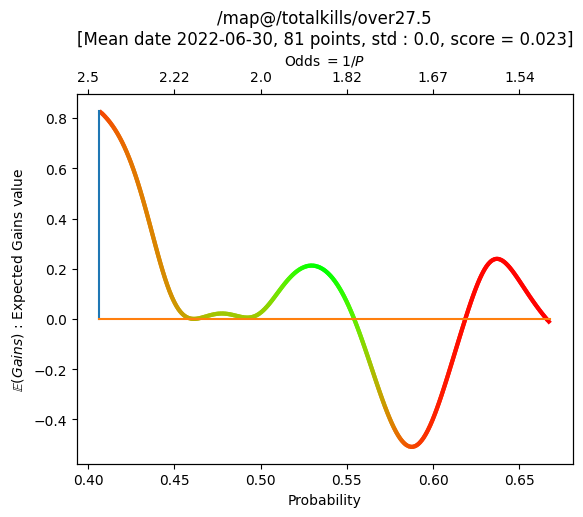 /map@/totalkills/over27.5
[Mean date 2022-06-30, 81 points, std : 0.0, score = 0.023]
Odds = 1/P
2.5 2.22 2.0 1.82 1.67 1.54
0.8
0.6
0.4
0.2
0.0
−0.2
−0.4
𝔼(Gains) : Expected Gains value
0.40 0.45 0.50 0.55 0.60 0.65
Probability